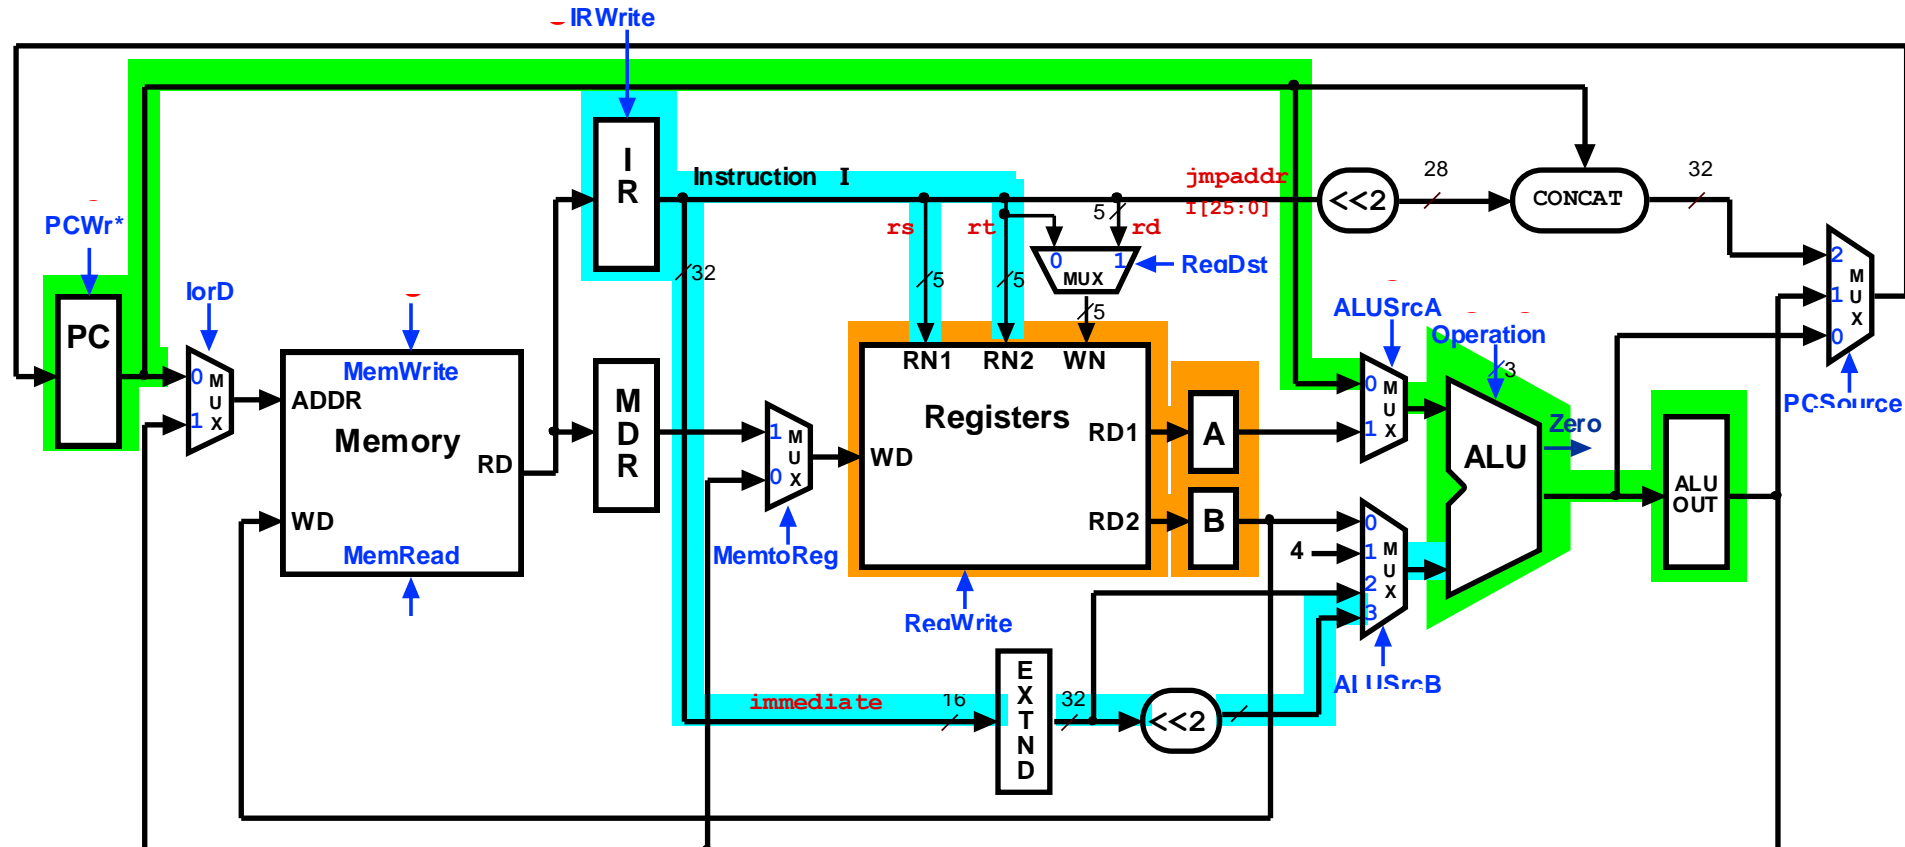 IRWrite
I
R
Instruction I
jmpaddr
I[25:0]
<<2
28
CONCAT
32
PCWr*
rs
rt
5
rd
0
1
MUX
RegDst
32
5
5
5
2
1
0
M
U
X
IorD
PC
0
1
M
U
X
MemWrite
ADDR
Memory
RD
WD
MemRead
M
D
R
1
0
M
U
X
MemtoReg
RN1
RN2
WN
Registers
RD1
WD
RD2
RegWrite
A
B
ALUSrcA
0
1
M
U
X
Operation
3
Zero
ALU
ALU
OUT
PCSource
4
0
1
2
3
M
U
X
ALUSrcB
immediate
16
E
X
T
N
D
32
<<2